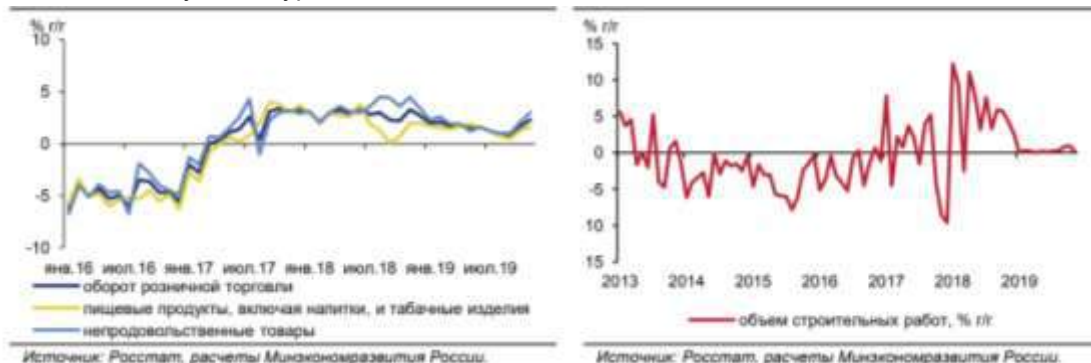 % г/г
10
5
0
-5
-10
янв.16 июл.16 янв.17 июл.17 янв.18 июл.18 янв.19 июл.19
оборот розничной торговли
пищевые продукты, включая напитки, и табачные изделия
непродовольственные товары
Источник: Росстат, расчеты Минэкономразвития России.
% г/г
15
10
5
0
-5
10
15
2013 2014 2015 2016 2017 2018 2019
объем строительных работ, % г/г
Источник: Росстат, расчеты Минэкономразвития России.